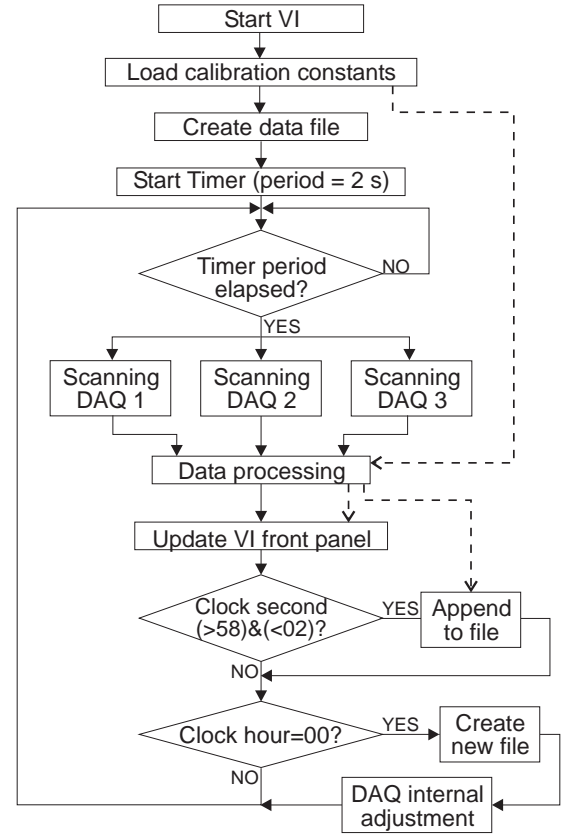 Start VI
Load calibration constants
Create data file
Start Timer (period = 2 s)
Timer period
elapsed?
NO
YES
Scanning
DAQ 1
Scanning
DAQ 2
Scanning
DAQ 3
Data processing
Update VI front panel
Clock second
(>58)&(<02)?
YES
Append
to file
NO
Clock hour=00?
YES
Create
new file
NO
DAQ internal
adjustment